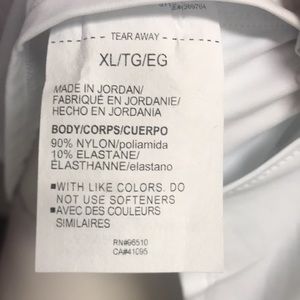 TEAR AWAY
XL/TG/EG
MADE IN JORDAN/
FABRIQUÉ EN JORDANIE/
HECHO EN JORDANIA
BODY/CORPS/CUERPO
90% NYLON/poliamida
10% ELASTANE/
ÉLASTHANNE/elastano
■WITH LIKE COLORS. DO
NOT USE SOFTENERS
■AVEC DES COULEURS
SIMILAIRES
RN#96510
CA#41095